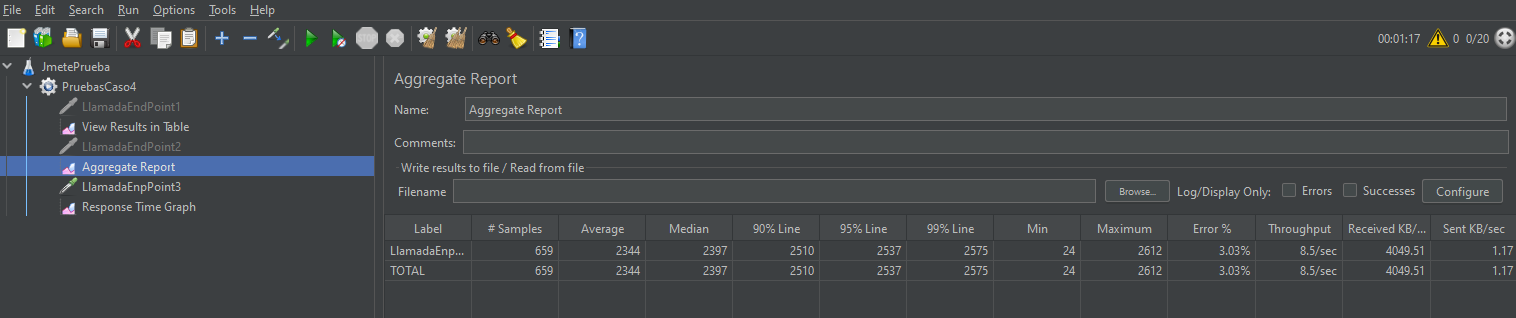 File Edit Search Run Options Tools Help
STOP 00:01:17 0 0/20
JmetePrueba
PruebasCaso4
LlamadaEndPoint1
View Results in Table
LlamadaEndPoint2
Aggregate Report
LlamadaEnpPoint3
Response Time Graph
Aggregate Report
Name: Aggregate Report
Comments:
Write results to file / Read from file
Filename Browse... Log/Display Only: Errors Successes Configure
Label # Samples Average Median 90% Line 95% Line 99% Line Min Maximum Error % Throughput Received KB/... Sent KB/sec
LlamadaEnp... 659 2344 2397 2510 2537 2575 24 2612 3.03% 8.5/sec 4049.51 1.17
TOTAL 659 2344 2397 2510 2537 2575 24 2612 3.03% 8.5/sec 4049.51 1.17